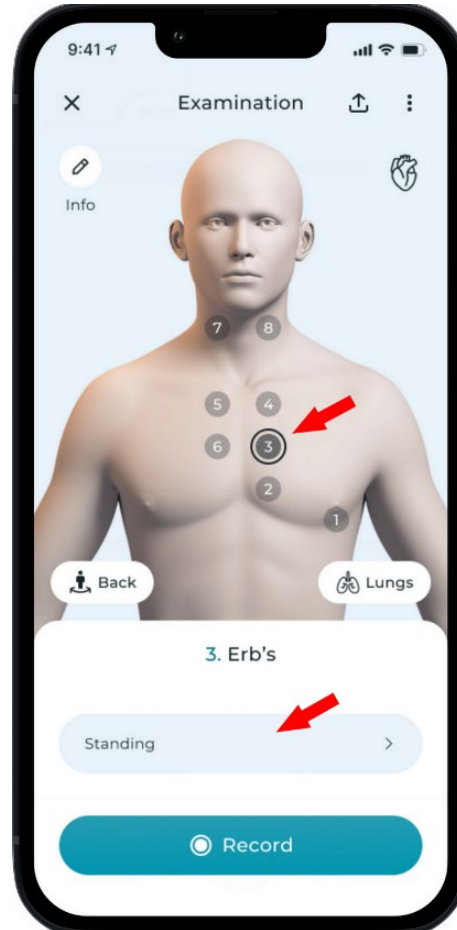 9:41
Examination
Info
7 8
5 4
6 3
2
1
Back
Lungs
3. Erb's
Standing
Record